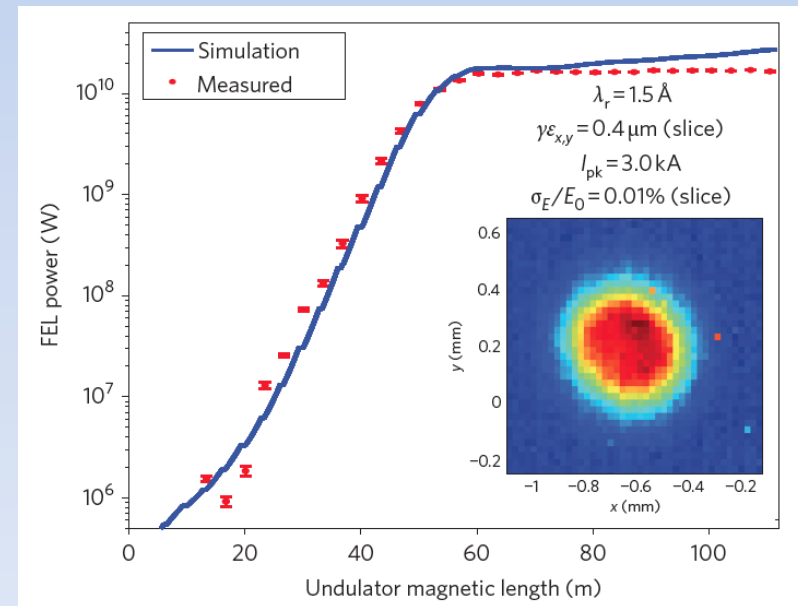 Simulation
Measured
λr = 1.5 Å
γεx,y = 0.4 μm (slice)
Ipk = 3.0 kA
σE/E0 = 0.01% (slice)
FEL power (W)
10¹⁰
10⁹
10⁸
10⁷
10⁶
0
20
40
60
80
100
Undulator magnetic length (m)
y (mm)
0.6
0.4
0.2
0
−0.2
−1
−0.8
−0.6
−0.4
−0.2
x (mm)